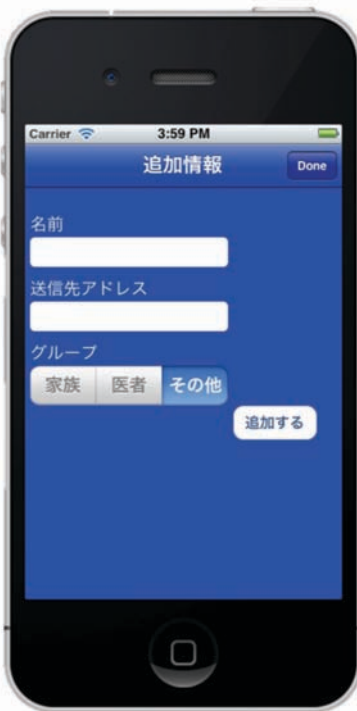 Carrier 3:59 PM
追加情報 Done
名前
送信先アドレス
グループ
家族 医者 その他
追加する